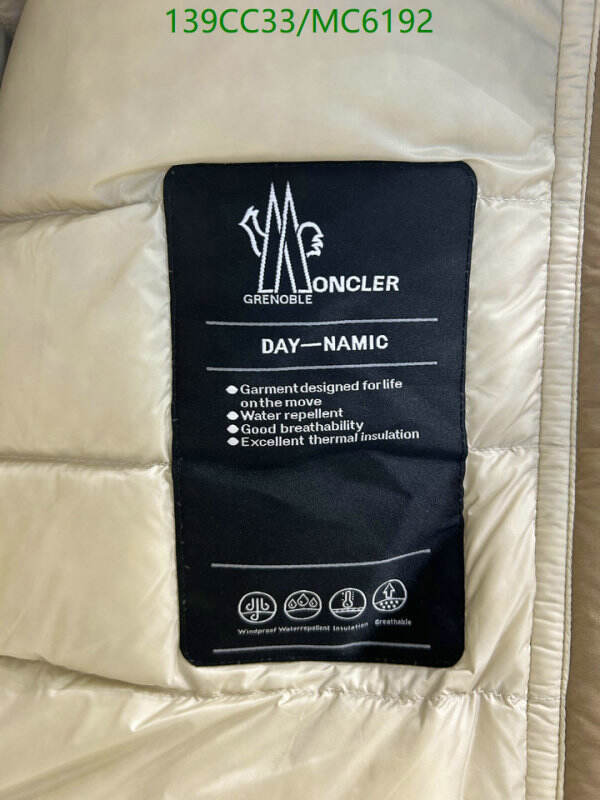 139CC33/MC6192
MONCLER
GRENOBLE
DAY—NAMIC
Garment designed for life
on the move
Water repellent
Good breathability
Excellent thermal insulation
Windproof Waterrepellent Insulation Breathable